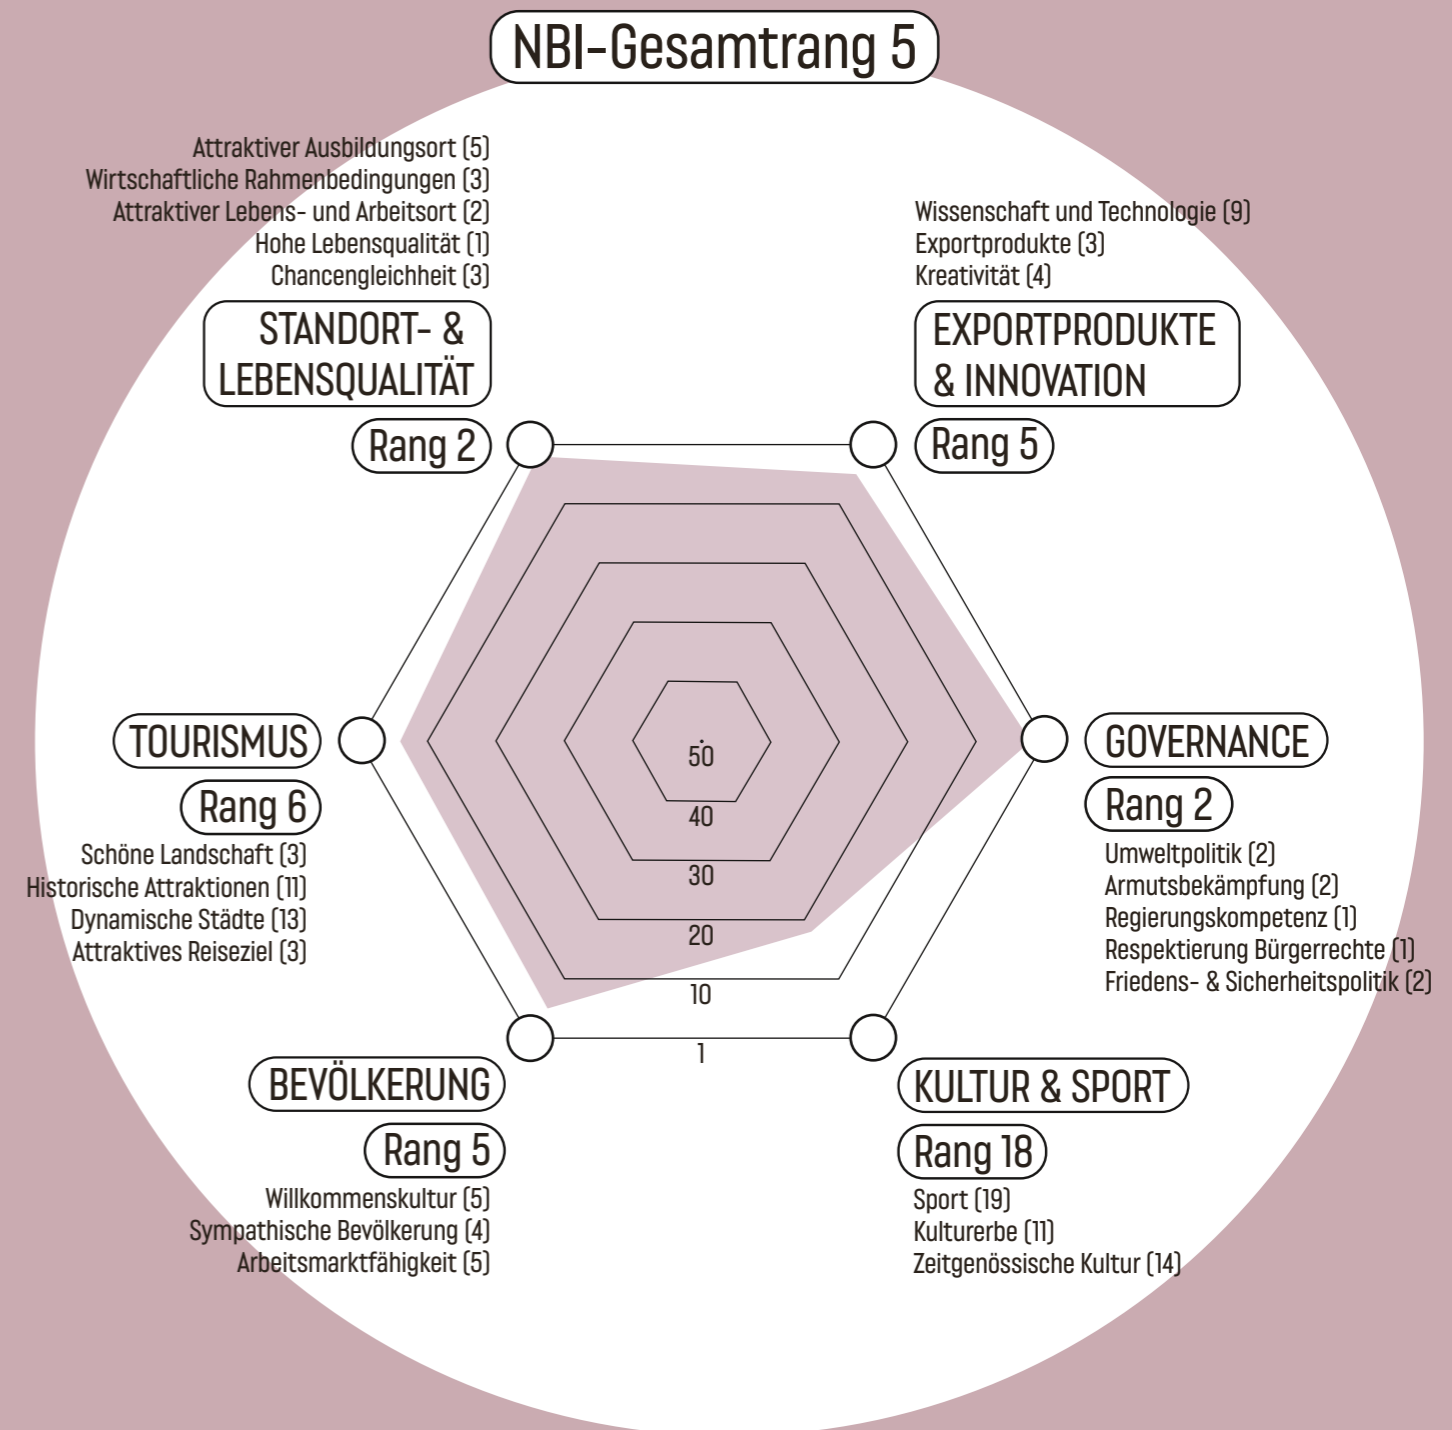 NBI-Gesamtrang 5
Attraktiver Ausbildungsort (5)
Wirtschaftliche Rahmenbedingungen (3)
Attraktiver Lebens- und Arbeitsort (2)
Hohe Lebensqualität (1)
Chancengleichheit (3)
STANDORT- &
LEBENSQUALITÄT
Rang 2
Wissenschaft und Technologie (9)
Exportprodukte (3)
Kreativität (4)
EXPORTPRODUKTE
& INNOVATION
Rang 5
TOURISMUS
Rang 6
Schöne Landschaft (3)
Historische Attraktionen (11)
Dynamische Städte (13)
Attraktives Reiseziel (3)
50
40
30
20
10
1
GOVERNANCE
Rang 2
Umweltpolitik (2)
Armutsbekämpfung (2)
Regierungskompetenz (1)
Respektierung Bürgerrechte (1)
Friedens- & Sicherheitspolitik (2)
BEVÖLKERUNG
Rang 5
Willkommenskultur (5)
Sympathische Bevölkerung (4)
Arbeitsmarktfähigkeit (5)
KULTUR & SPORT
Rang 18
Sport (19)
Kulturerbe (11)
Zeitgenössische Kultur (14)